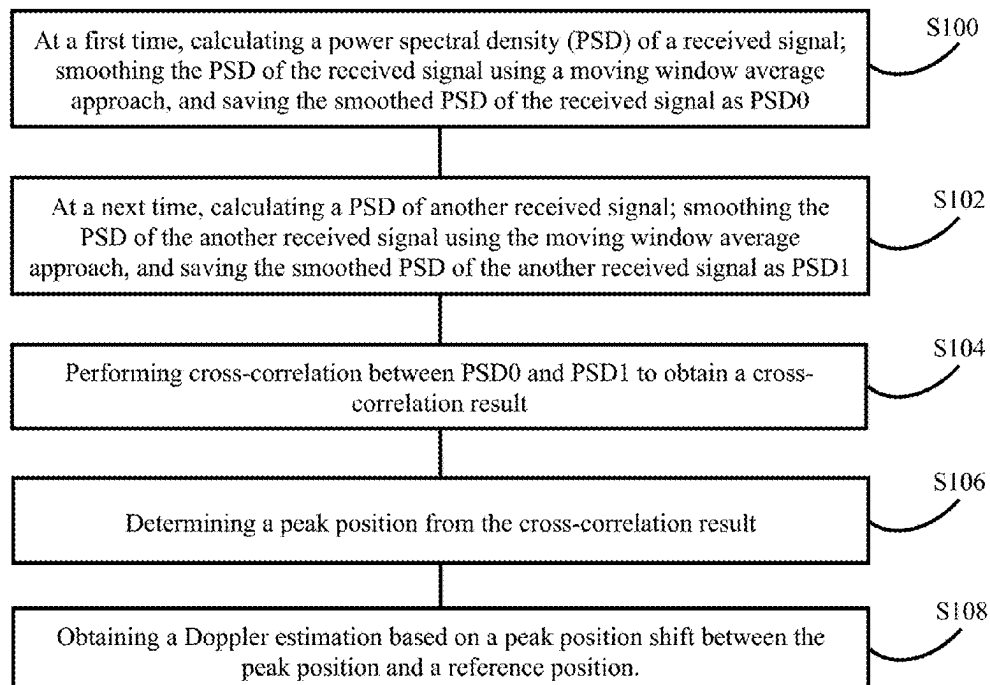 At a first time, calculating a power spectral density (PSD) of a received signal;
smoothing the PSD of the received signal using a moving window average
approach, and saving the smoothed PSD of the received signal as PSD0
S100
At a next time, calculating a PSD of another received signal; smoothing the
PSD of the another received signal using the moving window average
approach, and saving the smoothed PSD of the another received signal as PSD1
S102
Performing cross-correlation between PSD0 and PSD1 to obtain a cross-
correlation result
S104
Determining a peak position from the cross-correlation result
S106
Obtaining a Doppler estimation based on a peak position shift between the
peak position and a reference position.
S108